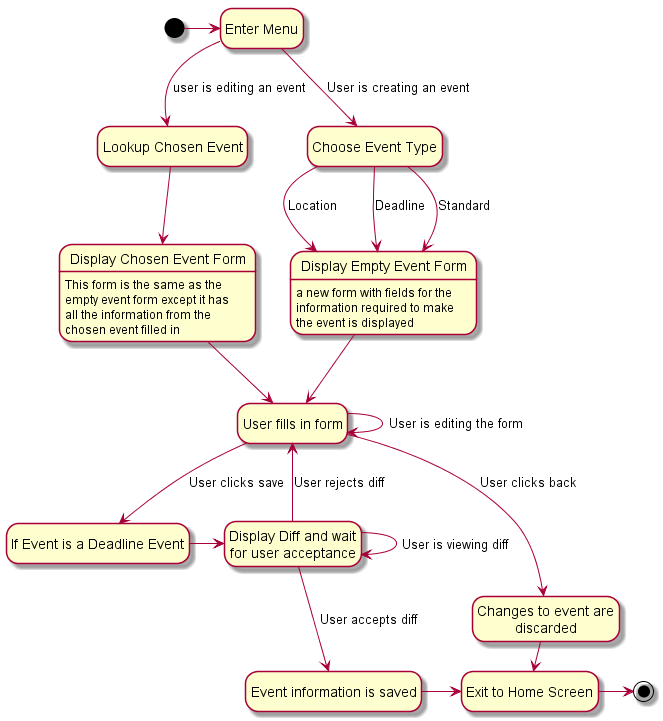 Enter Menu
user is editing an event
User is creating an event
Lookup Chosen Event
Choose Event Type
Location
Deadline
Standard
Display Chosen Event Form
This form is the same as the
empty event form except it has
all the information from the
chosen event filled in
Display Empty Event Form
a new form with fields for the
information required to make
the event is displayed
User fills in form
User is editing the form
User clicks save
User rejects diff
User clicks back
If Event is a Deadline Event
Display Diff and wait
for user acceptance
User is viewing diff
Changes to event are
discarded
User accepts diff
Event information is saved
Exit to Home Screen